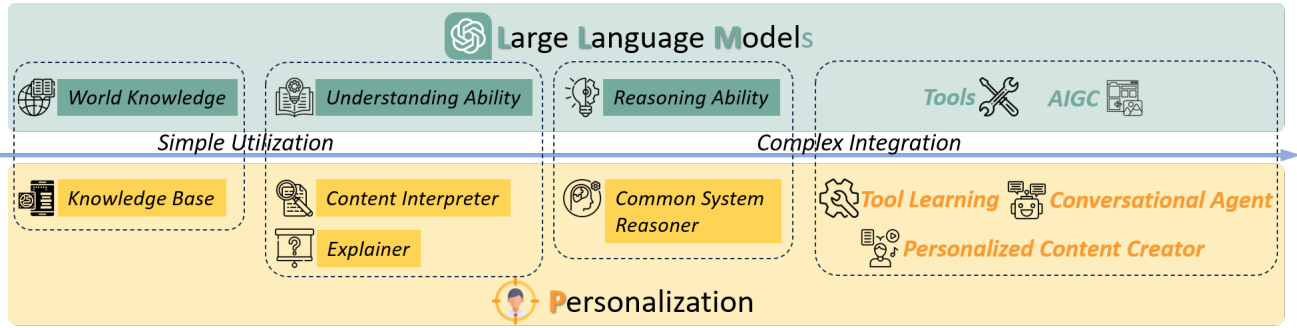 Large Language Models
World Knowledge
Understanding Ability
Reasoning Ability
Tools
AIGC
Simple Utilization
Complex Integration
Knowledge Base
Content Interpreter
Explainer
Common System
Reasoner
Tool Learning
Conversational Agent
Personalized Content Creator
?
Personalization